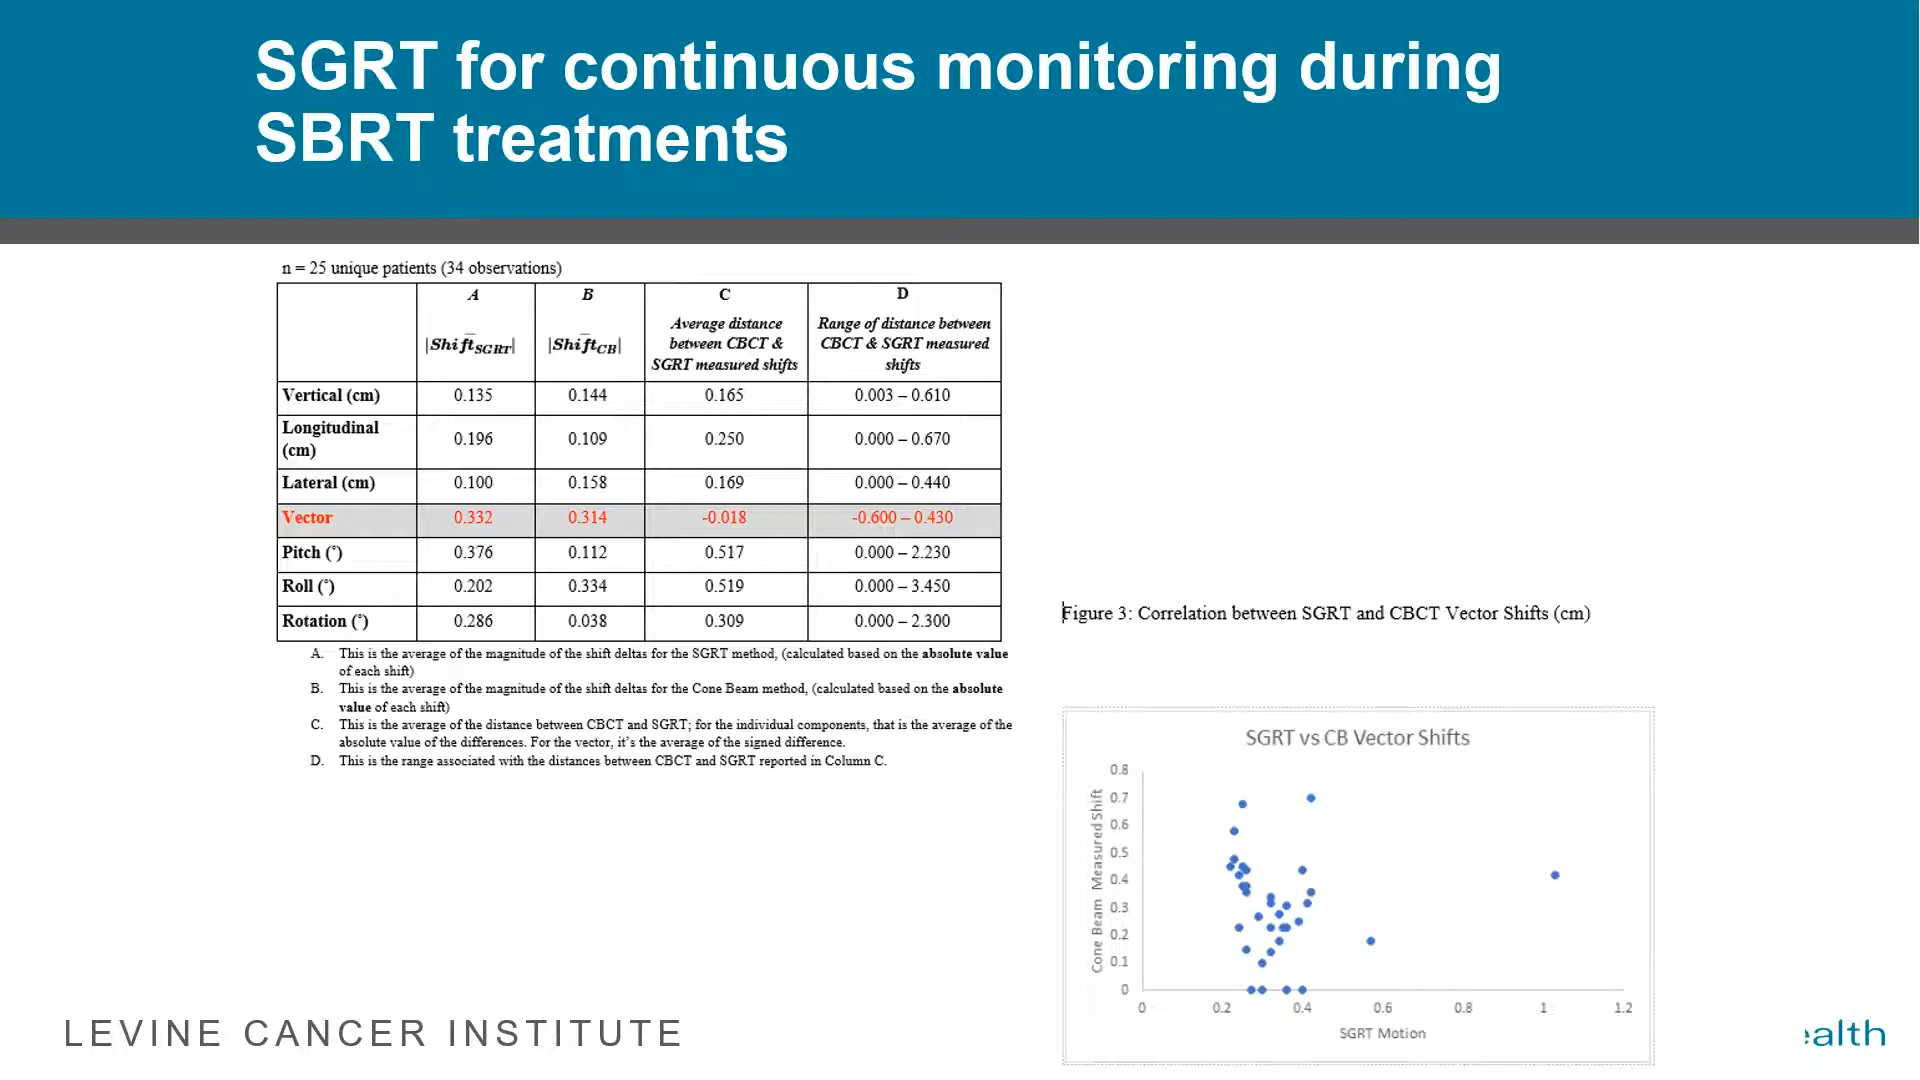 SGRT for continuous monitoring during
SBRT treatments
n = 25 unique patients (34 observations)
A B C D
|Shift̅SGRT| |Shift̅CB| Average distance between CBCT & SGRT measured shifts Range of distance between CBCT & SGRT measured shifts
Vertical (cm) 0.135 0.144 0.165 0.003 – 0.610
Longitudinal (cm) 0.196 0.109 0.250 0.000 – 0.670
Lateral (cm) 0.100 0.158 0.169 0.000 – 0.440
Vector 0.332 0.314 -0.018 -0.600 – 0.430
Pitch (°) 0.376 0.112 0.517 0.000 – 2.230
Roll (°) 0.202 0.334 0.519 0.000 – 3.450
Rotation (°) 0.286 0.038 0.309 0.000 – 2.300
A. This is the average of the magnitude of the shift deltas for the SGRT method, (calculated based on the absolute value
of each shift)
B. This is the average of the magnitude of the shift deltas for the Cone Beam method, (calculated based on the absolute
value of each shift)
C. This is the average of the distance between CBCT and SGRT; for the individual components, that is the average of the
absolute value of the differences. For the vector, it's the average of the signed difference.
D. This is the range associated with the distances between CBCT and SGRT reported in Column C.
Figure 3: Correlation between SGRT and CBCT Vector Shifts (cm)
SGRT vs CB Vector Shifts
Cone Beam Measured Shift
0.8
0.7
0.6
0.5
0.4
0.3
0.2
0.1
0
0 0.2 0.4 0.6 0.8 1 1.2
SGRT Motion
LEVINE CANCER INSTITUTE
ealth